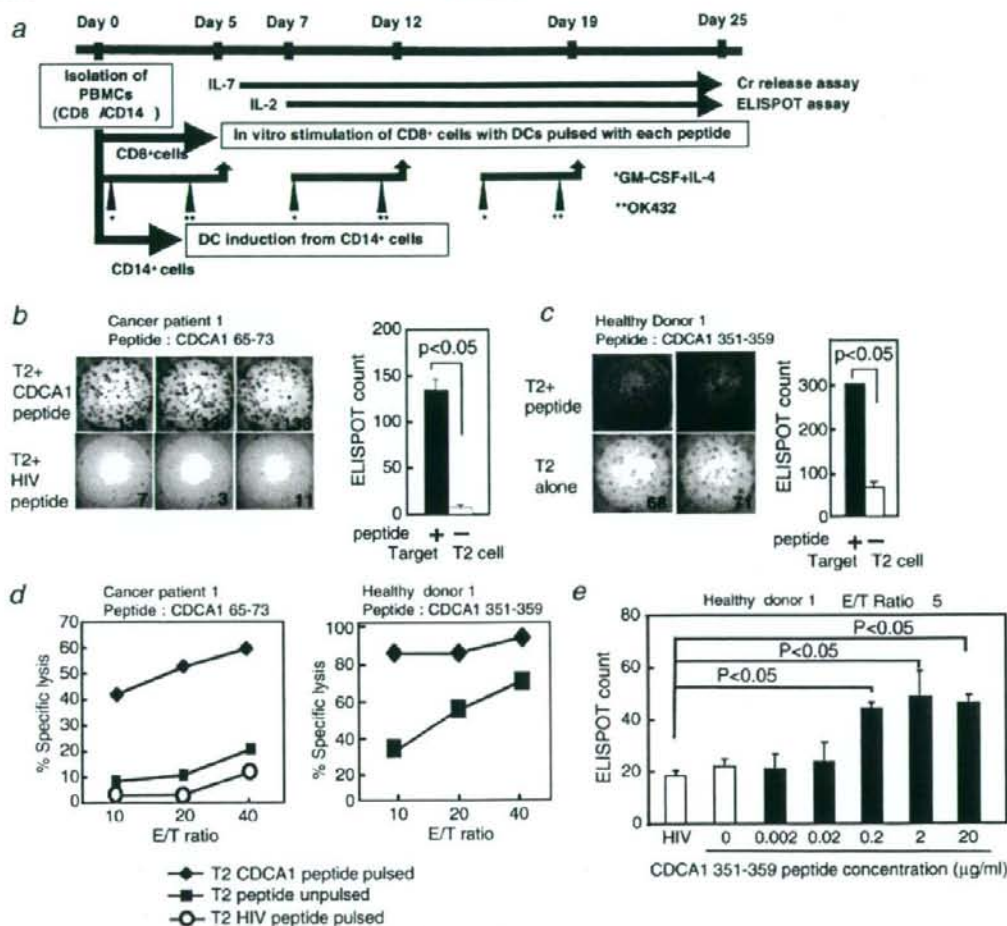 a
Day 0 Day 5 Day 7 Day 12 Day 19 Day 25
Isolation of
PBMCs
(CD8 /CD14 )
IL-7
Cr release assay
IL-2
ELISPOT assay
In vitro stimulation of CD8+ cells with DCs pulsed with each peptide
CD8+cells
*GM-CSF+IL-4
**OK432
* ** * ** * **
DC induction from CD14+ cells
CD14+ cells
b
Cancer patient 1
Peptide : CDCA1 65-73
T2+
CDCA1
peptide
T2+
HIV
peptide
7 3 11
ELISPOT count
200
150
100
50
0
p<0.05
peptide + −
Target T2 cell
c
Healthy Donor 1
Peptide : CDCA1 351-359
T2+
peptide
T2
alone
68 71
ELISPOT count
300
200
100
0
p<0.05
peptide + −
Target T2 cell
d
Cancer patient 1
Peptide : CDCA1 65-73
% Specific lysis
70
60
50
40
30
20
10
0
10 20 40
E/T ratio
Healthy donor 1
Peptide : CDCA1 351-359
% Specific lysis
100
80
60
40
20
0
10 20 40
E/T ratio
T2 CDCA1 peptide pulsed
T2 peptide unpulsed
T2 HIV peptide pulsed
e
Healthy donor 1 E/T Ratio 5
ELISPOT count
80
60
40
20
0
P<0.05
P<0.05
P<0.05
HIV 0 0.002 0.02 0.2 2 20
CDCA1 351-359 peptide concentration (μg/ml)